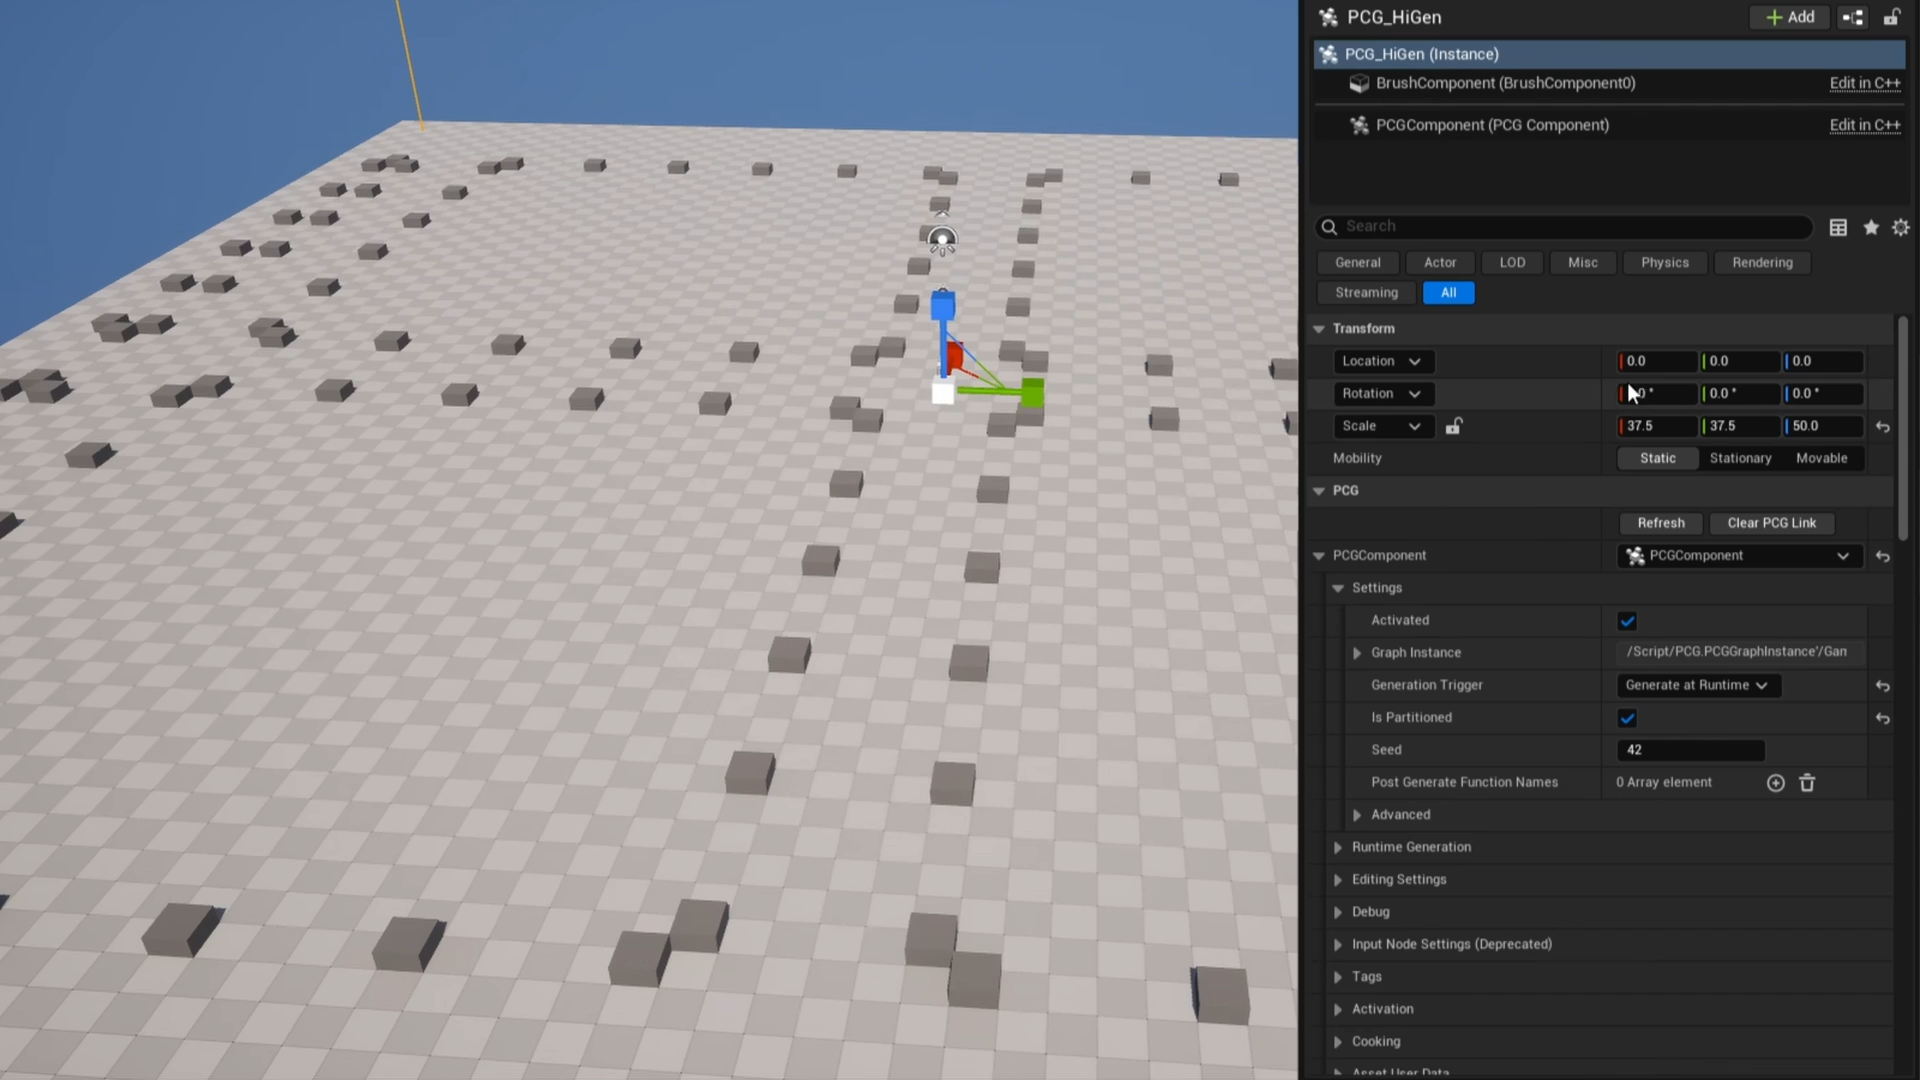 PCG_HiGen
Add
PCG_HiGen (Instance)
BrushComponent (BrushComponent0) Edit in C++
PCGComponent (PCG Component) Edit in C++
Search
General Actor LOD Misc Physics Rendering
Streaming All
Transform
Location 0.0 0.0 0.0
Rotation 0.0° 0.0°
Scale 37.5 37.5 50.0
Mobility Static Stationary Movable
PCG
Refresh Clear PCG Link
PCGComponent PCGComponent
Settings
Activated
Graph Instance /Script/PCG.PCGGraphInstance'/Gam
Generation Trigger Generate at Runtime
Is Partitioned
Seed 42
Post Generate Function Names 0 Array element
Advanced
Runtime Generation
Editing Settings
Debug
Input Node Settings (Deprecated)
Tags
Activation
Cooking
Asset User Data